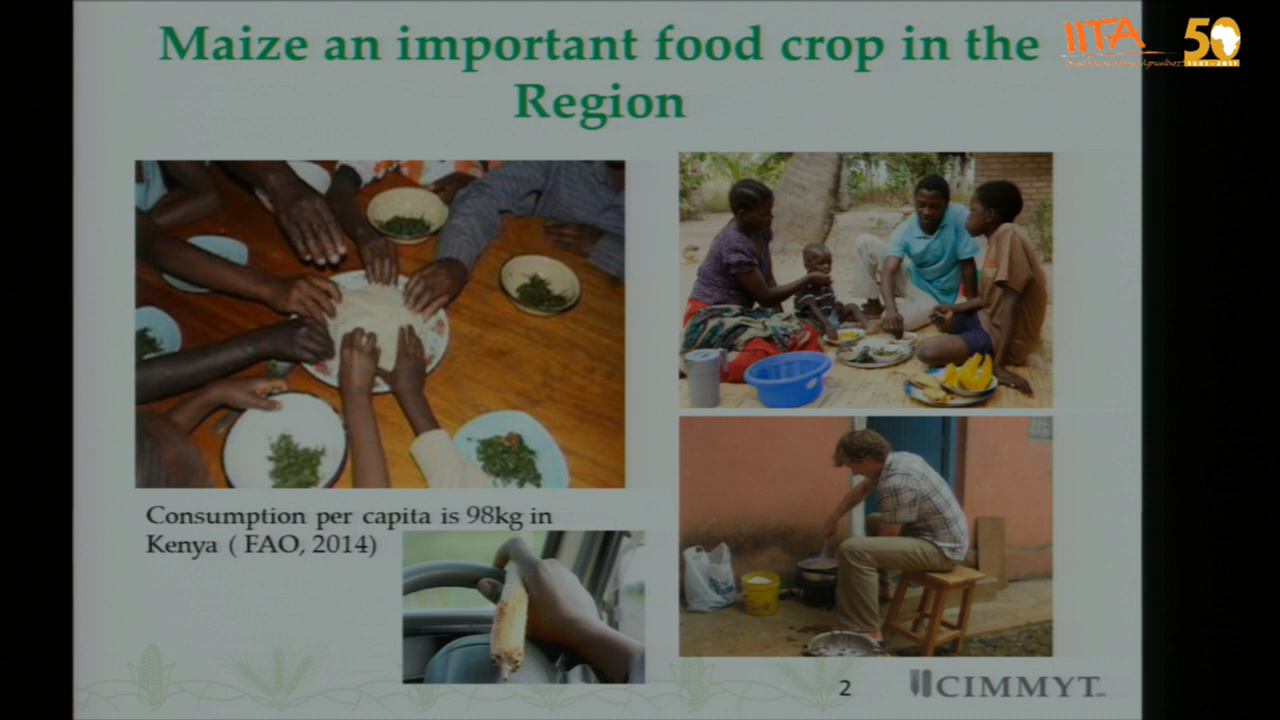 Maize an important food crop in the
Region
IITA
50
Consumption per capita is 98kg in
Kenya ( FAO, 2014)
2
CIMMYT